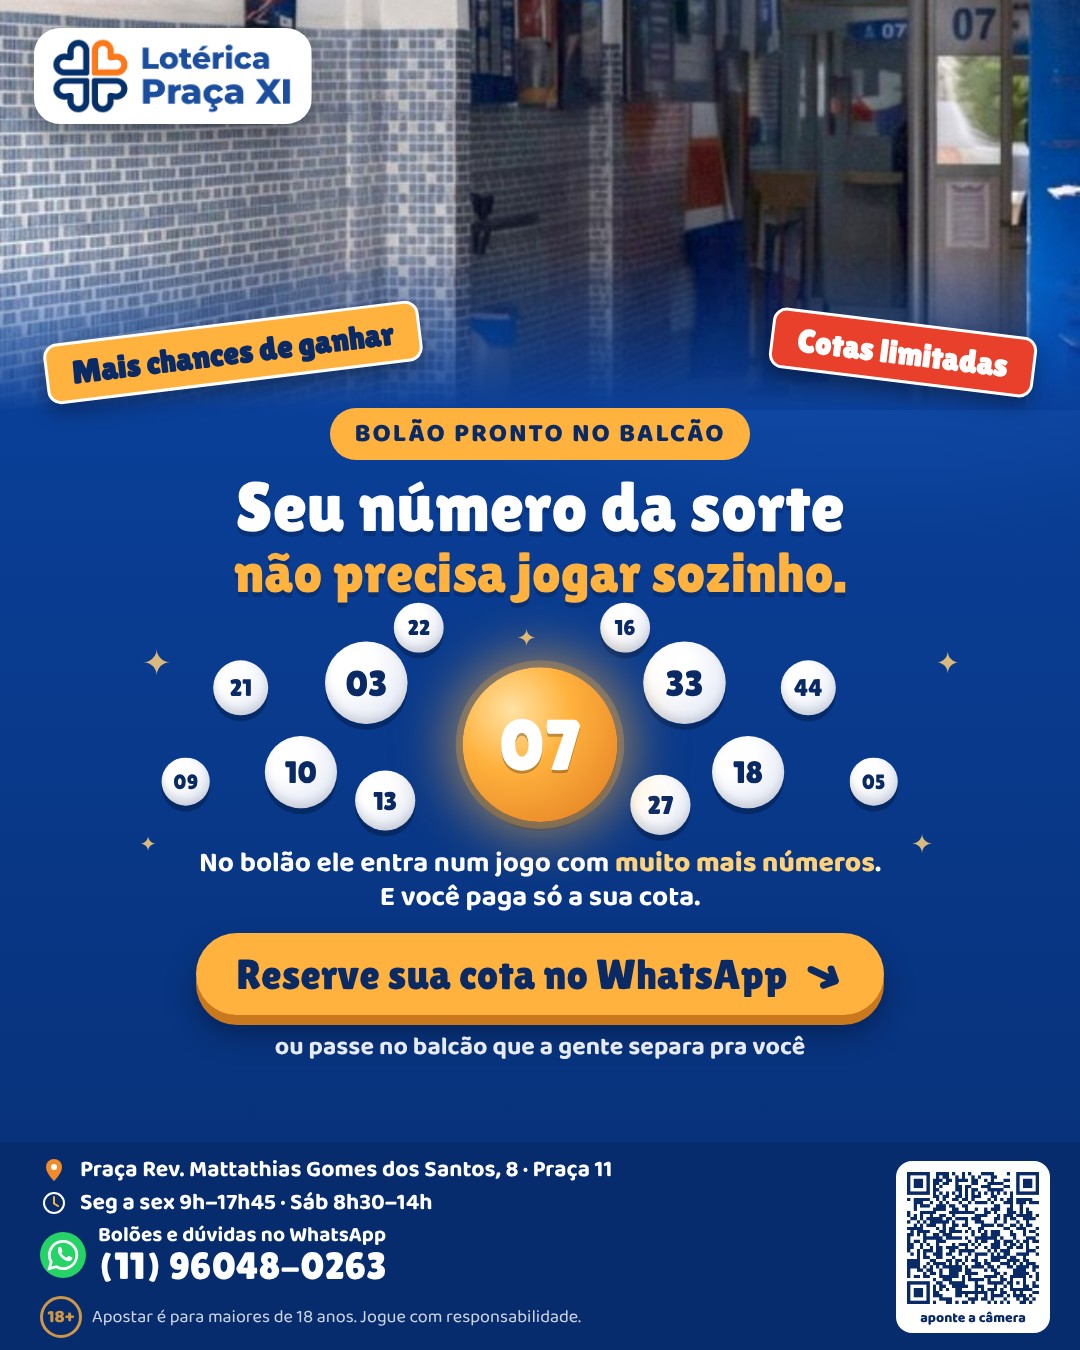 Lotérica
Praça XI
07
07
Mais chances de ganhar
Cotas limitadas
BOLÃO PRONTO NO BALCÃO
Seu número da sorte
não precisa jogar sozinho.
22
16
21
03
33
44
07
09
10
13
27
18
05
No bolão ele entra num jogo com muito mais números.
E você paga só a sua cota.
Reserve sua cota no WhatsApp
ou passe no balcão que a gente separa pra você
Praça Rev. Mattathias Gomes dos Santos, 8 · Praça 11
Seg a sex 9h–17h45 · Sáb 8h30–14h
Bolões e dúvidas no WhatsApp
(11) 96048–0263
18+ Apostar é para maiores de 18 anos. Jogue com responsabilidade.
aponte a câmera